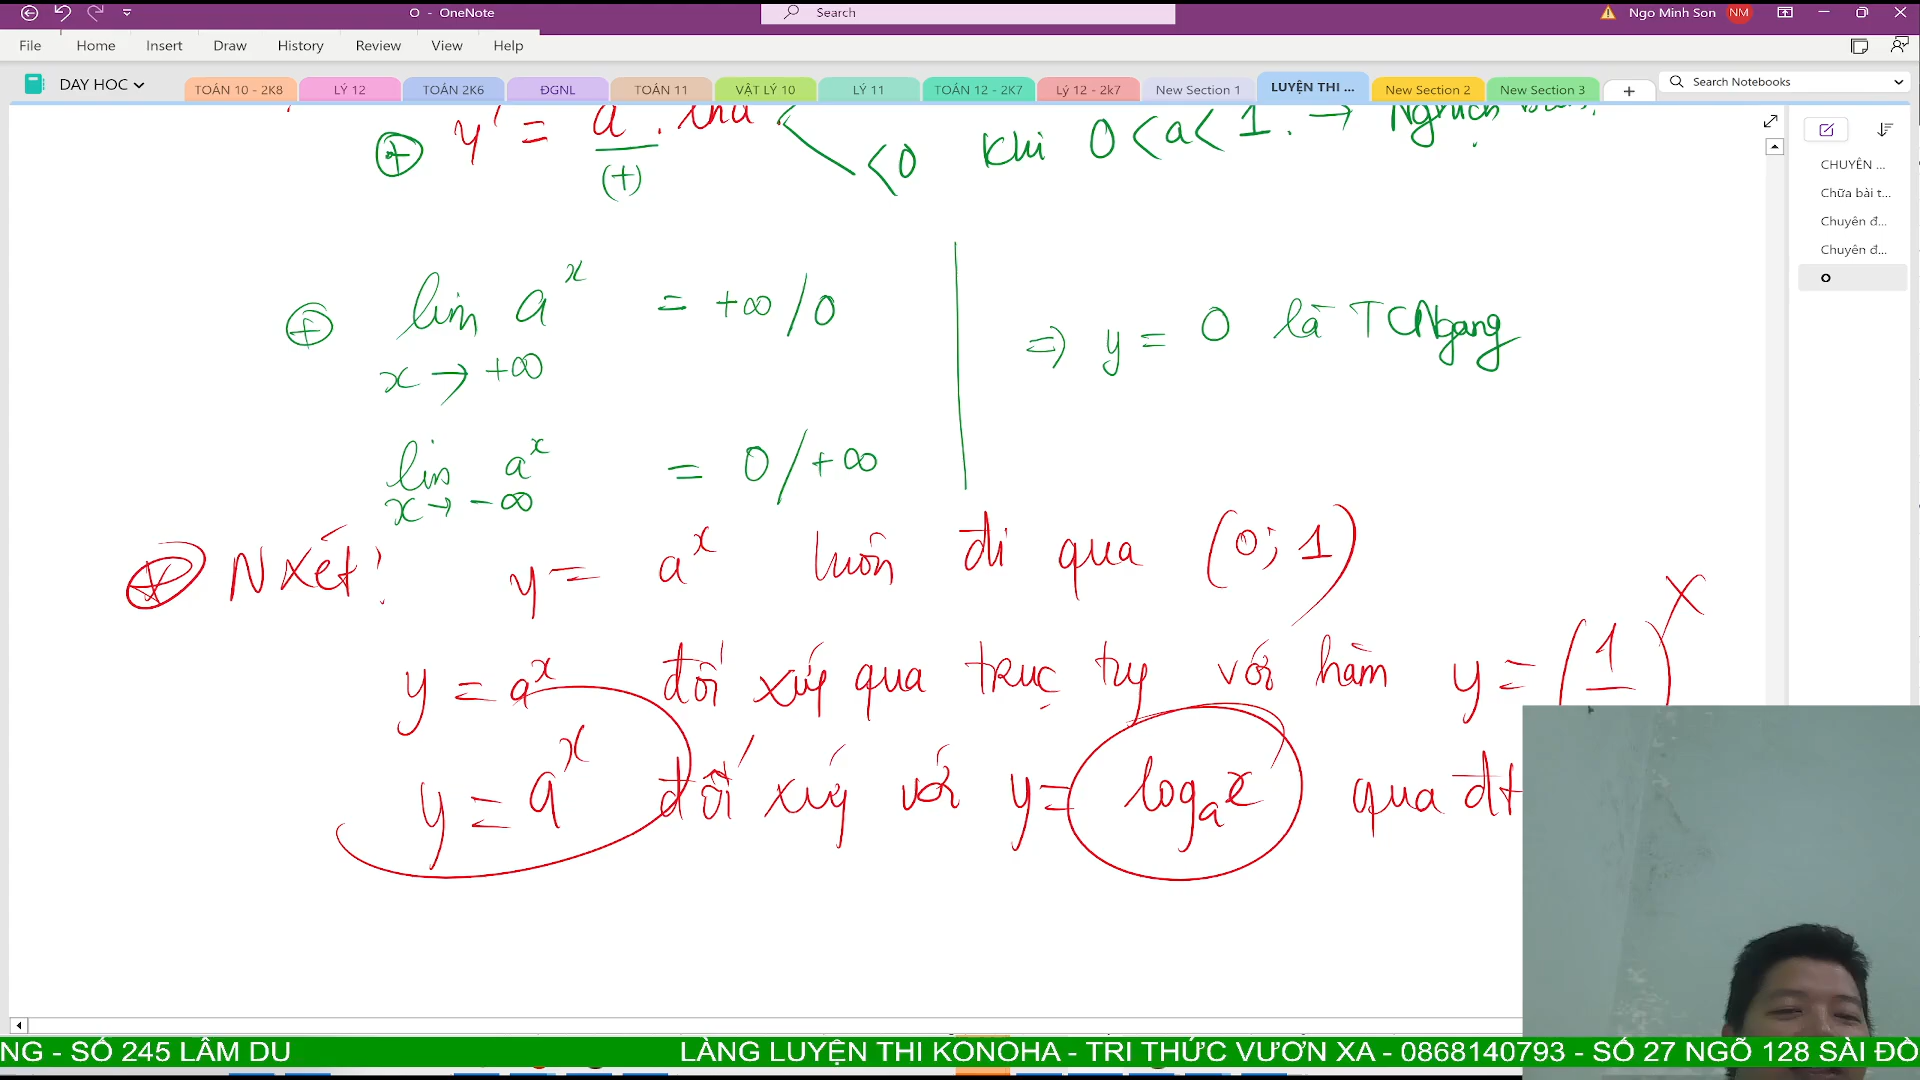 O - OneNote
Search
Ngo Minh Son
NM
File Home Insert Draw History Review View Help
DAY HOC
TOÁN 10 - 2K8
LÝ 12
TOÁN 2K6
ĐGNL
TOÁN 11
VẬT LÝ 10
LÝ 11
TOÁN 12 - 2K7
Lý 12 - 2k7
New Section 1
LUYỆN THI ...
New Section 2
New Section 3
+
Search Notebooks
CHUYÊN ...
Chữa bài t...
Chuyên đ...
Chuyên đ...
O
⊕ y' = a . lna
(+)
<0 khi 0 < a < 1. → Nghịch
⊕ lim a^x = +∞ / 0
x → +∞
⇒ y = 0 là TCNgang
lim a^x = 0 / +∞
x → -∞
N xét: y = a^x luôn đi qua (0; 1)
y = a^x đối xứng qua trục tung với hàm y = (1
)^x
y = a^x đối xứng với y = log_a x qua đt
NG - SỐ 245 LÂM DU
LÀNG LUYỆN THI KONOHA - TRI THỨC VƯƠN XA - 0868140793 - SỐ 27 NGÕ 128 SÀI ĐỒ